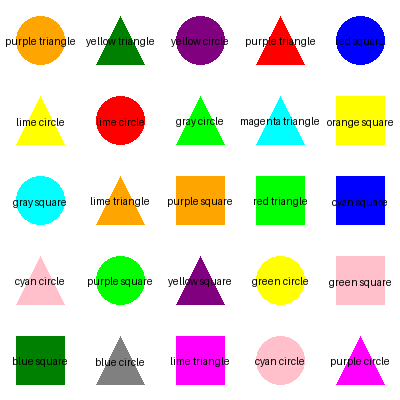 purple triangle yellow triangle yellow circle purple triangle red square
lime circle lime circle gray circle magenta triangle orange square
gray square lime triangle purple square red triangle cyan square
cyan circle purple square yellow square green circle green square
blue square blue circle lime triangle cyan circle purple circle